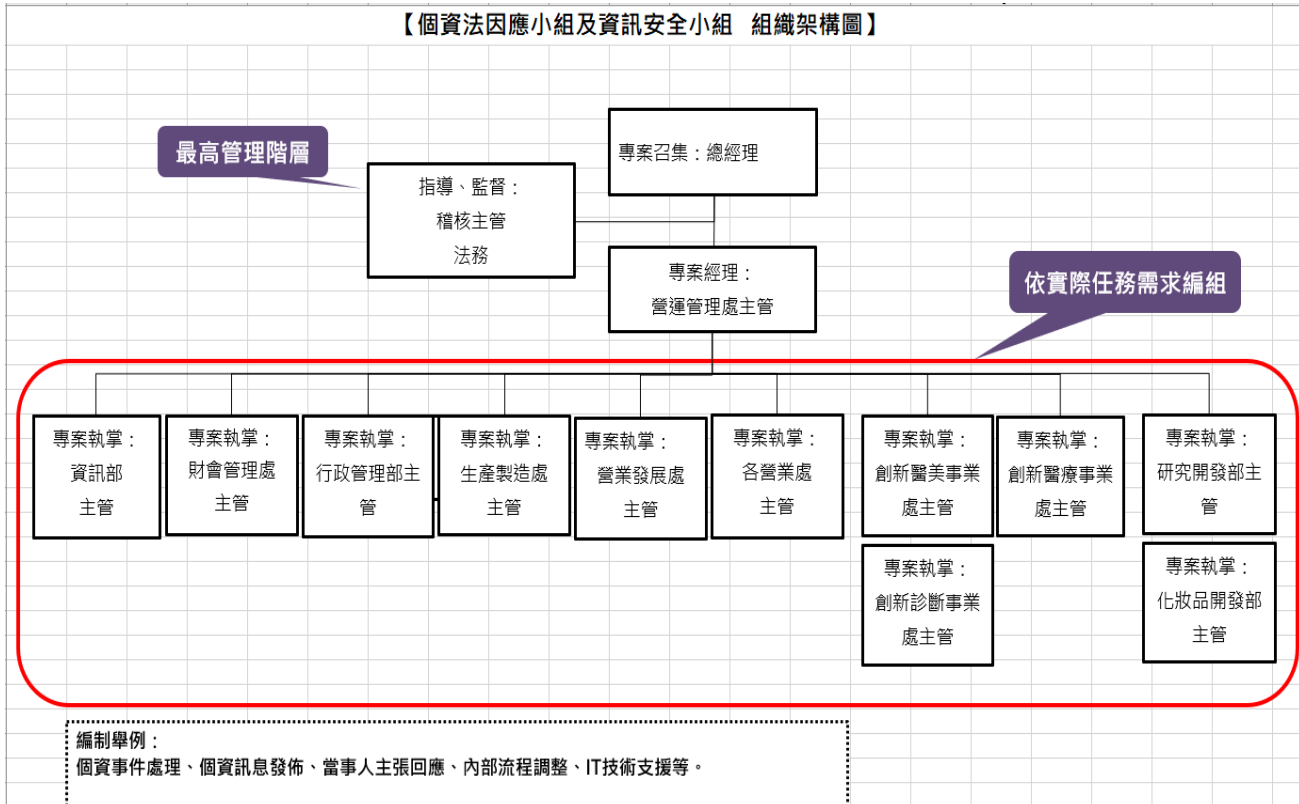 【個資法因應小組及資訊安全小組 組織架構圖】
最高管理階層
專案召集：總經理
指導、監督：
稽核主管
法務
專案經理：
營運管理處主管
依實際任務需求編組
專案執掌：
資訊部
主管
專案執掌：
財會管理處
主管
專案執掌：
行政管理部主
管
專案執掌：
生產製造處
主管
專案執掌：
營業發展處
主管
專案執掌：
各營業處
主管
專案執掌：
創新醫美事業
處主管
專案執掌：
創新醫療事業
處主管
專案執掌：
研究開發部主
管
專案執掌：
創新診斷事業
處主管
專案執掌：
化妝品開發部
主管
編制舉例：
個資事件處理、個資訊息發佈、當事人主張回應、內部流程調整、IT技術支援等。